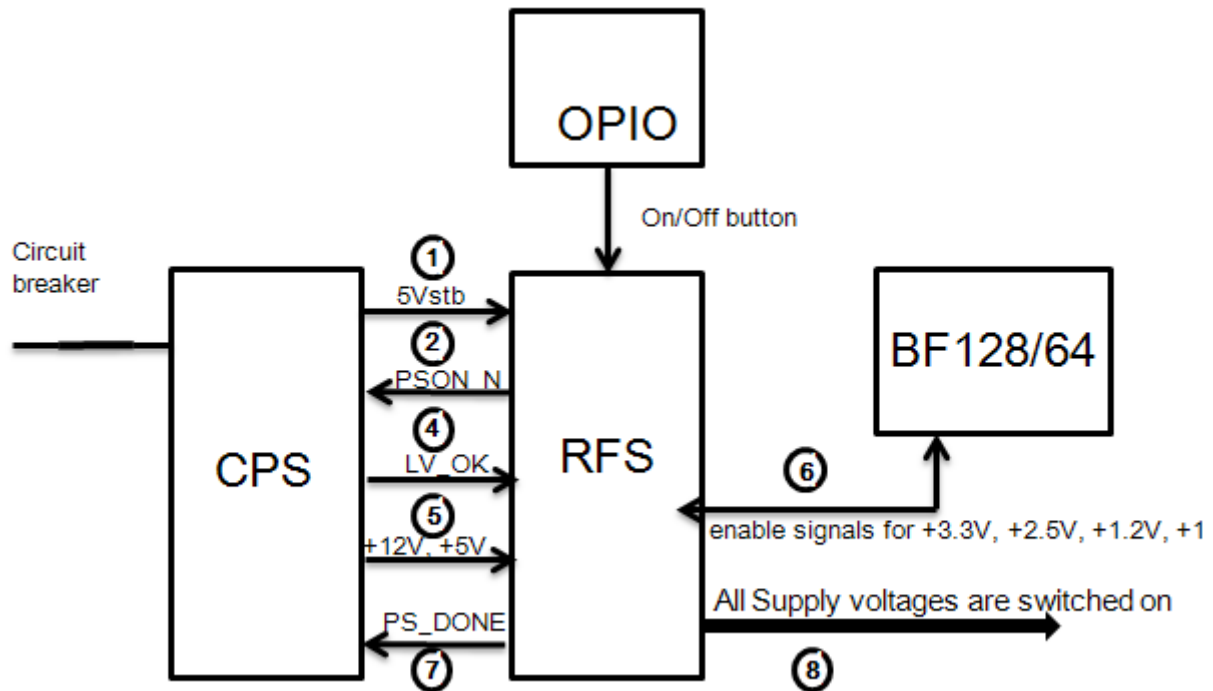 OPIO
On/Off button
Circuit
breaker
1
5Vstb
2
PSON_N
BF128/64
4
LV_OK
CPS
RFS
6
5
+12V, +5V
enable signals for +3.3V, +2.5V, +1.2V, +1
All Supply voltages are switched on
PS_DONE
7
8